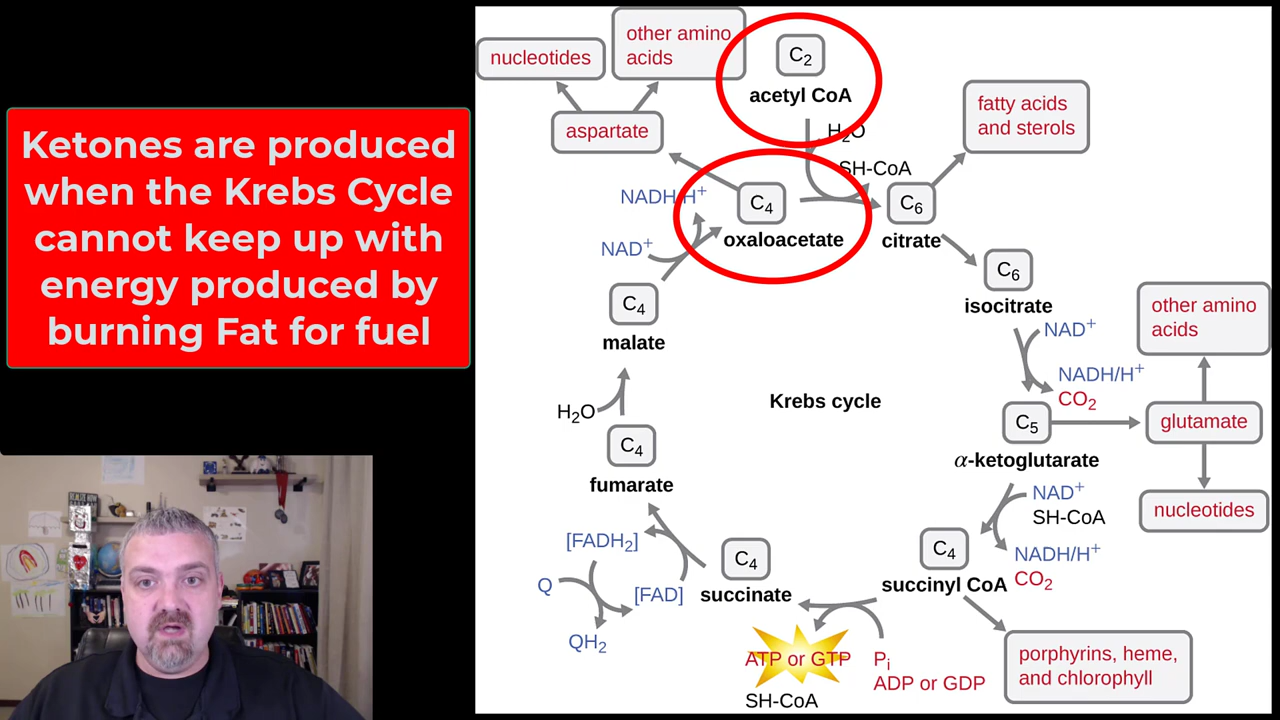 Ketones are produced
when the Krebs Cycle
cannot keep up with
energy produced by
burning Fat for fuel
nucleotides
other amino
acids
C₂
acetyl CoA
aspartate
H₂O
SH-CoA
fatty acids
and sterols
NADH/H⁺
C₄
oxaloacetate
C₆
citrate
NAD⁺
C₆
isocitrate
C₄
malate
NAD⁺
NADH/H⁺
CO₂
other amino
acids
Krebs cycle
H₂O
C₅
α-ketoglutarate
glutamate
C₄
fumarate
NAD⁺
SH-CoA
nucleotides
[FADH₂]
NADH/H⁺
CO₂
C₄
succinyl CoA
C₄
succinate
Q
[FAD]
QH₂
ATP or GTP
Pᵢ
ADP or GDP
SH-CoA
porphyrins, heme,
and chlorophyll